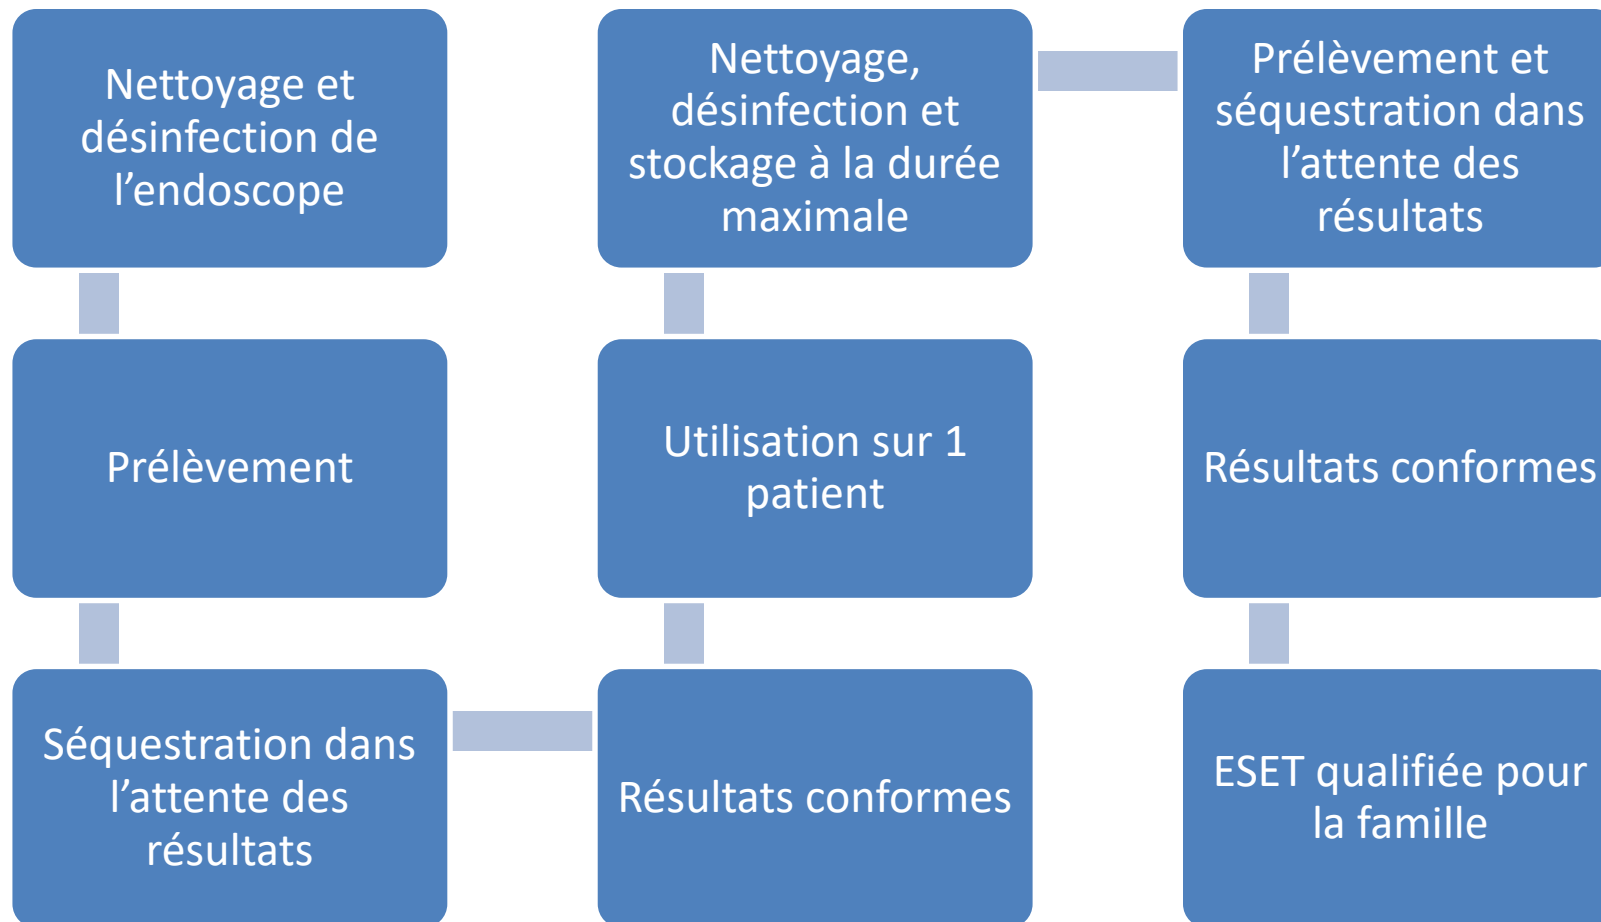 Nettoyage et
désinfection de
l’endoscope
Prélèvement
Séquestration dans
l’attente des
résultats
Résultats conformes
Utilisation sur 1
patient
Nettoyage,
désinfection et
stockage à la durée
maximale
Prélèvement et
séquestration dans
l’attente des
résultats
Résultats conformes
ESET qualifiée pour
la famille